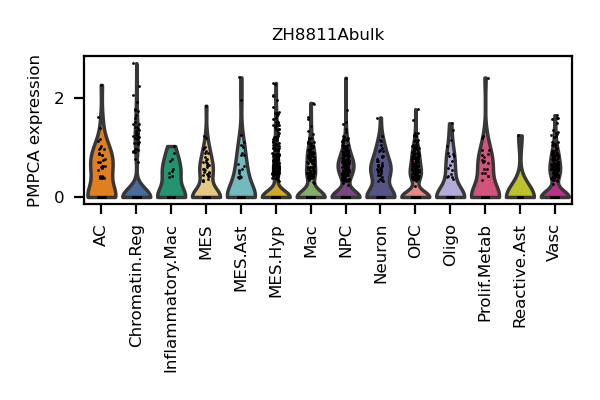 ZH8811Abulk
PMPCA expression
2
0
AC
Chromatin.Reg
Inflammatory.Mac
MES
MES.Ast
MES.Hyp
Mac
NPC
Neuron
OPC
Oligo
Prolif.Metab
Reactive.Ast
Vasc